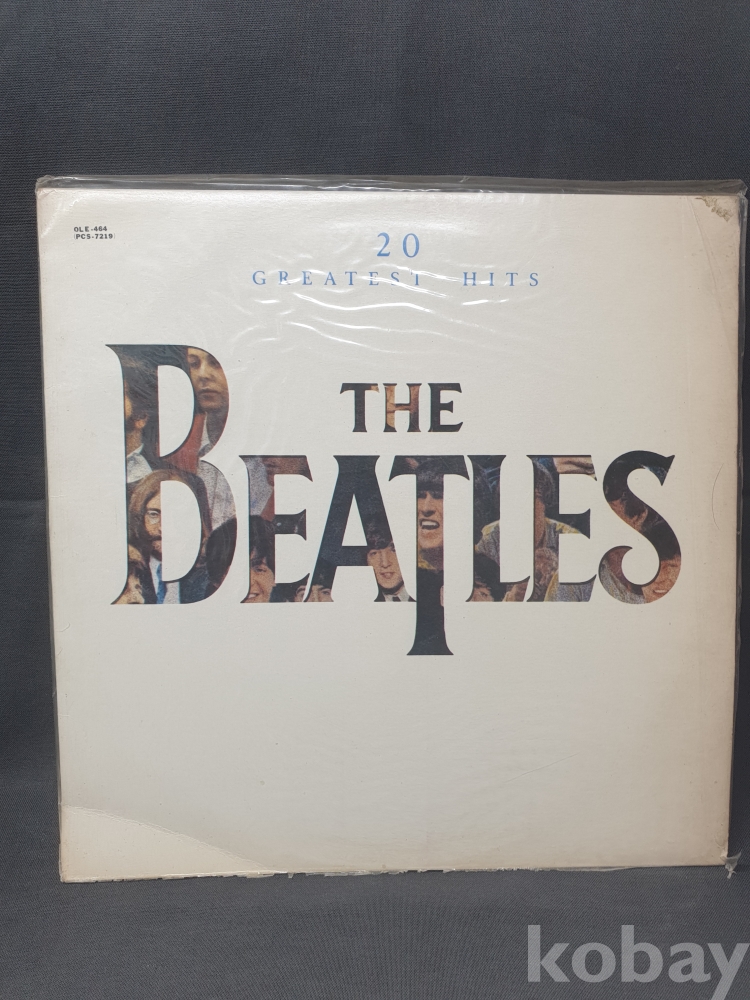 OLE-464
(PCS-7219)
20
GREATEST HITS
THE
BEATLES
kobay